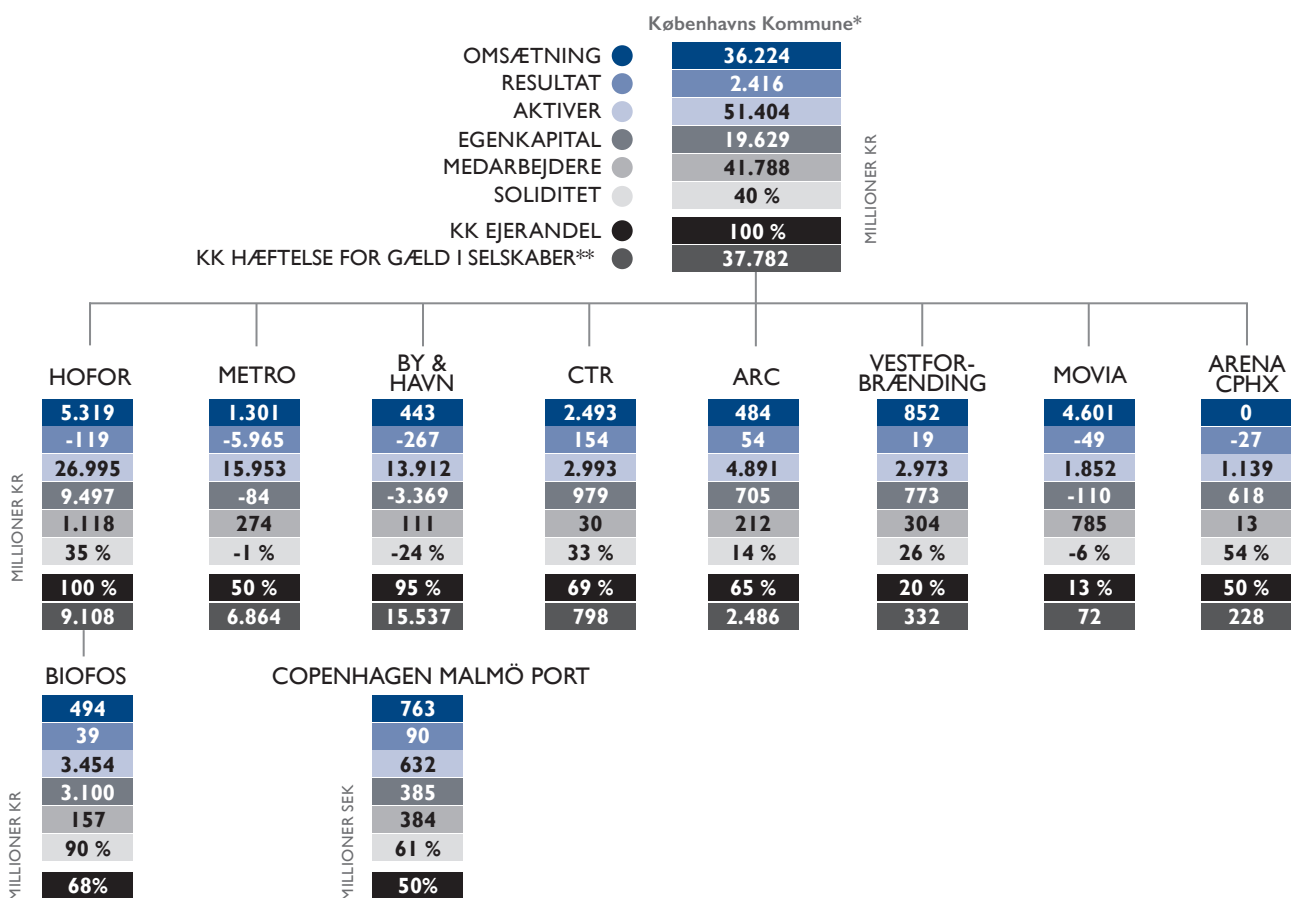 Københavns Kommune*
OMSÆTNING 36.224
RESULTAT 2.416
AKTIVER 51.404
EGENKAPITAL 19.629
MEDARBEJDERE 41.788
SOLIDITET 40 %
KK EJERANDEL 100 %
KK HÆFTELSE FOR GÆLD I SELSKABER** 37.782
MILLIONER KR
HOFOR METRO BY & HAVN CTR ARC VESTFOR-BRÆNDING MOVIA ARENA CPHX
5.319 1.301 443 2.493 484 852 4.601 0
-119 -5.965 -267 154 54 19 -49 -27
26.995 15.953 13.912 2.993 4.891 2.973 1.852 1.139
9.497 -84 -3.369 979 705 773 -110 618
1.118 274 111 30 212 304 785 13
35 % -1 % -24 % 33 % 14 % 26 % -6 % 54 %
100 % 50 % 95 % 69 % 65 % 20 % 13 % 50 %
9.108 6.864 15.537 798 2.486 332 72 228
MILLIONER KR
BIOFOS COPENHAGEN MALMÖ PORT
494 763
39 90
3.454 632
3.100 385
157 384
90 % 61 %
68% 50%
MILLIONER KR MILLIONER SEK